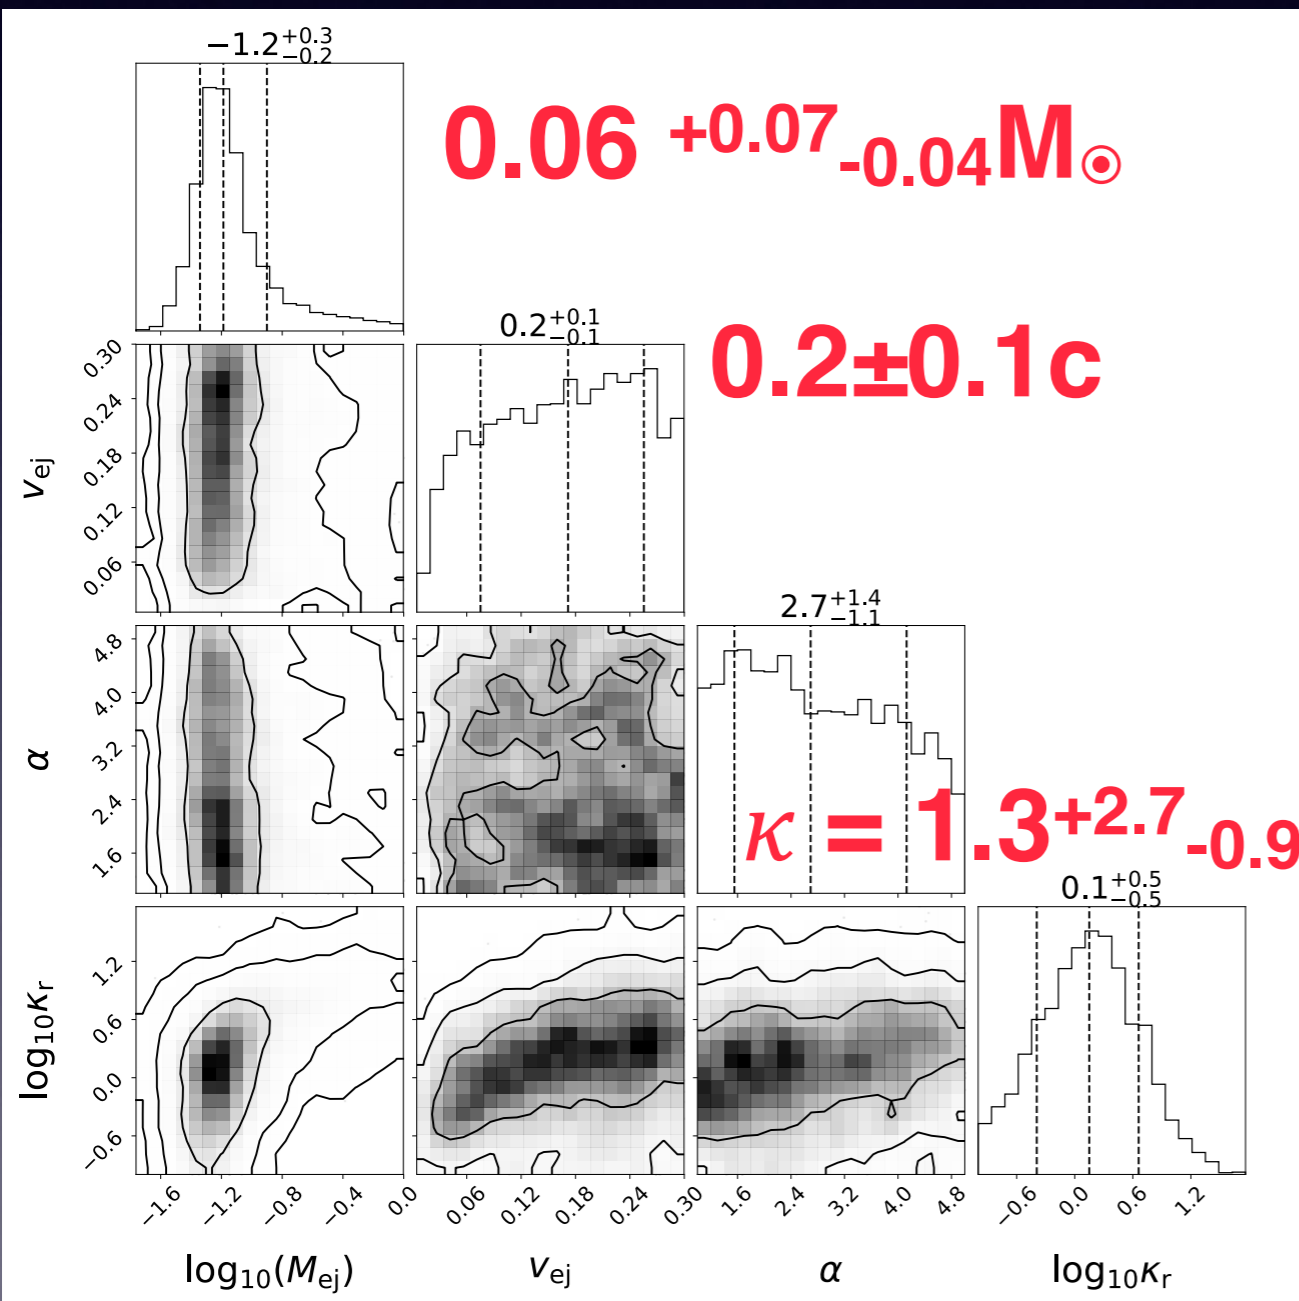 −1.2+0.3−0.2
0.06 +0.07-0.04M☉
0.2+0.1−0.1
0.2±0.1c
0.30
0.24
0.18
0.12
0.06
vej
2.7+1.4−1.1
4.8
4.0
3.2
2.4
1.6
α
κ = 1.3+2.7-0.9
0.1+0.5−0.5
1.2
0.6
0.0
−0.6
log10κr
−1.6 −1.2 −0.8 −0.4 0.0 0.06 0.12 0.18 0.24 0.30 1.6 2.4 3.2 4.0 4.8 −0.6 0.0 0.6 1.2
log10(Mej) vej α log10κr